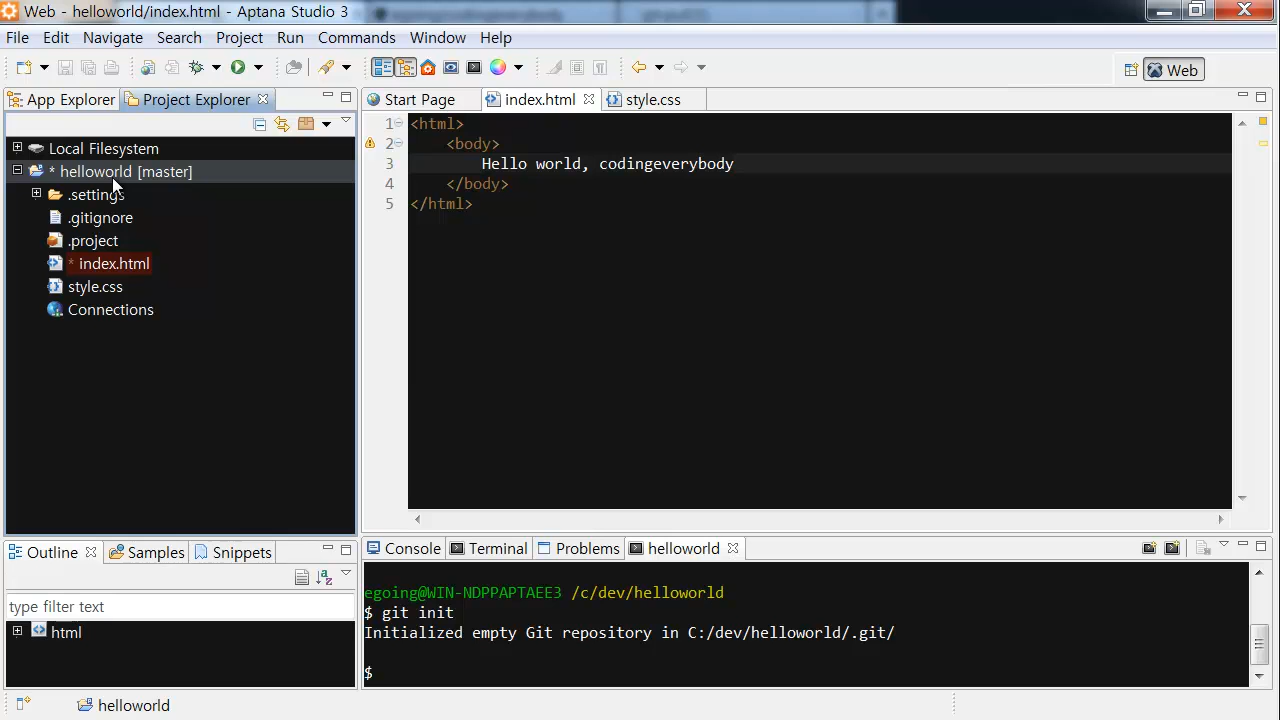 Web - helloworld/index.html - Aptana Studio 3
File Edit Navigate Search Project Run Commands Window Help
Web
App Explorer Project Explorer
Start Page index.html style.css
Local Filesystem
* helloworld [master]
.settings
.gitignore
.project
* index.html
style.css
Connections
1 <html>
2 <body>
3 Hello world, codingeverybody
4 </body>
5 </html>
Outline Samples Snippets
type filter text
html
Console Terminal Problems helloworld
egoing@WIN-NDPPAPTAEE3 /c/dev/helloworld
$ git init
Initialized empty Git repository in C:/dev/helloworld/.git/
$
helloworld